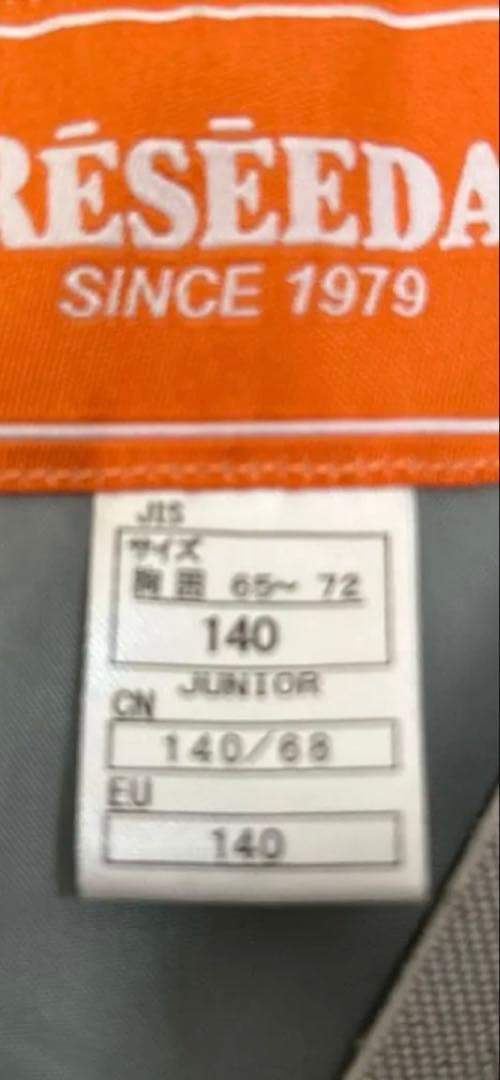 RÉSÉEDA
SINCE 1979
JIS
サイズ
胸囲 65~ 72
140
JUNIOR
CN
140/68
EU
140